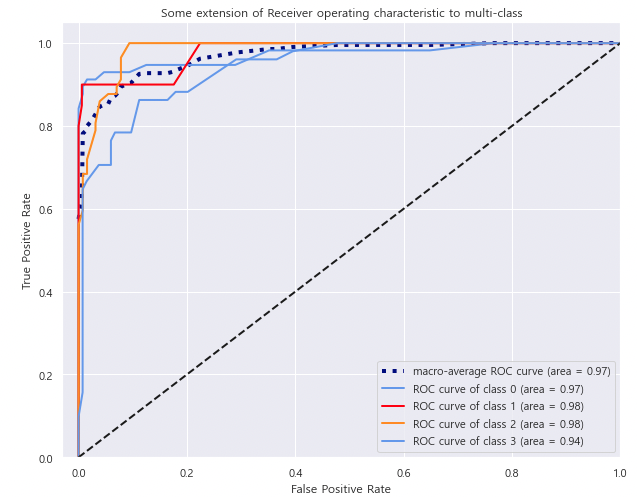 Some extension of Receiver operating characteristic to multi-class
True Positive Rate
1.0
0.8
0.6
0.4
0.2
0.0
macro-average ROC curve (area = 0.97)
ROC curve of class 0 (area = 0.97)
ROC curve of class 1 (area = 0.98)
ROC curve of class 2 (area = 0.98)
ROC curve of class 3 (area = 0.94)
0.0 0.2 0.4 0.6 0.8 1.0
False Positive Rate